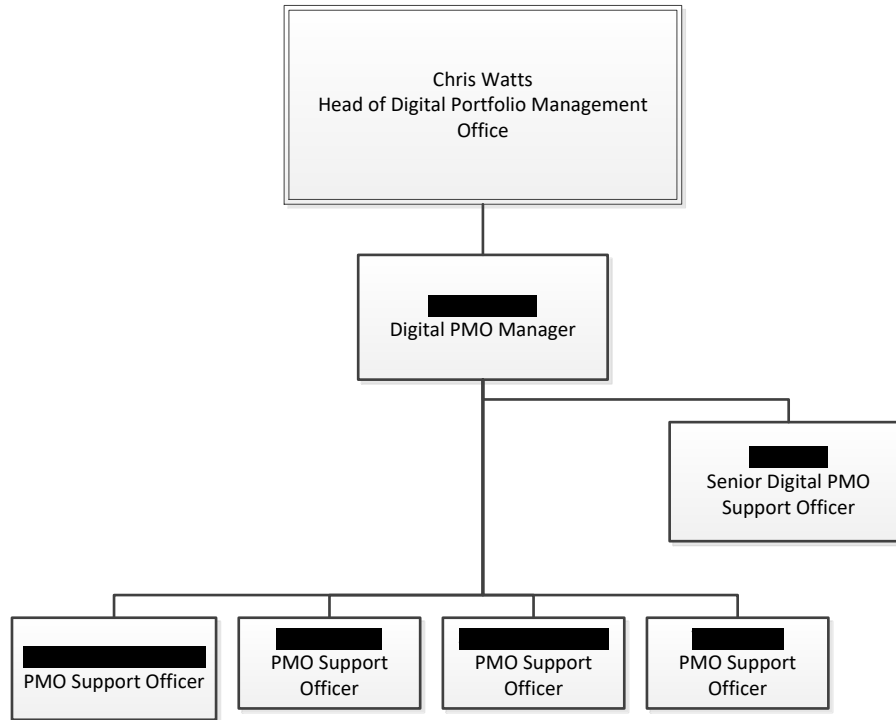 Chris Watts
Head of Digital Portfolio Management
Office
Digital PMO Manager
Senior Digital PMO
Support Officer
PMO Support Officer
PMO Support
Officer
PMO Support
Officer
PMO Support
Officer